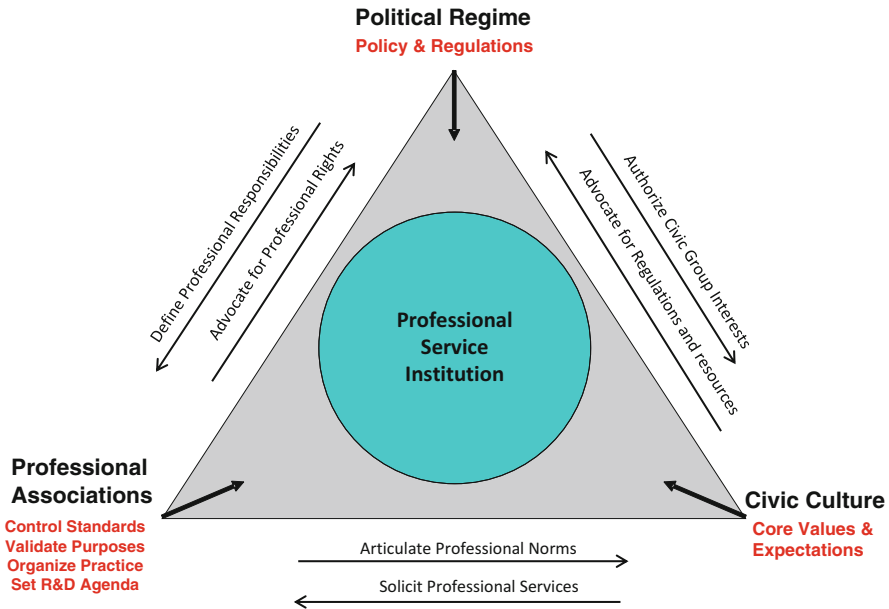 Political Regime
Policy & Regulations
Define Professional Responsibilities
Advocate for Professional Rights
Authorize Civic Group Interests
Advocate for Regulations and resources
Professional
Service
Institution
Professional
Associations
Control Standards
Validate Purposes
Organize Practice
Set R&D Agenda
Civic Culture
Core Values &
Expectations
Articulate Professional Norms
Solicit Professional Services